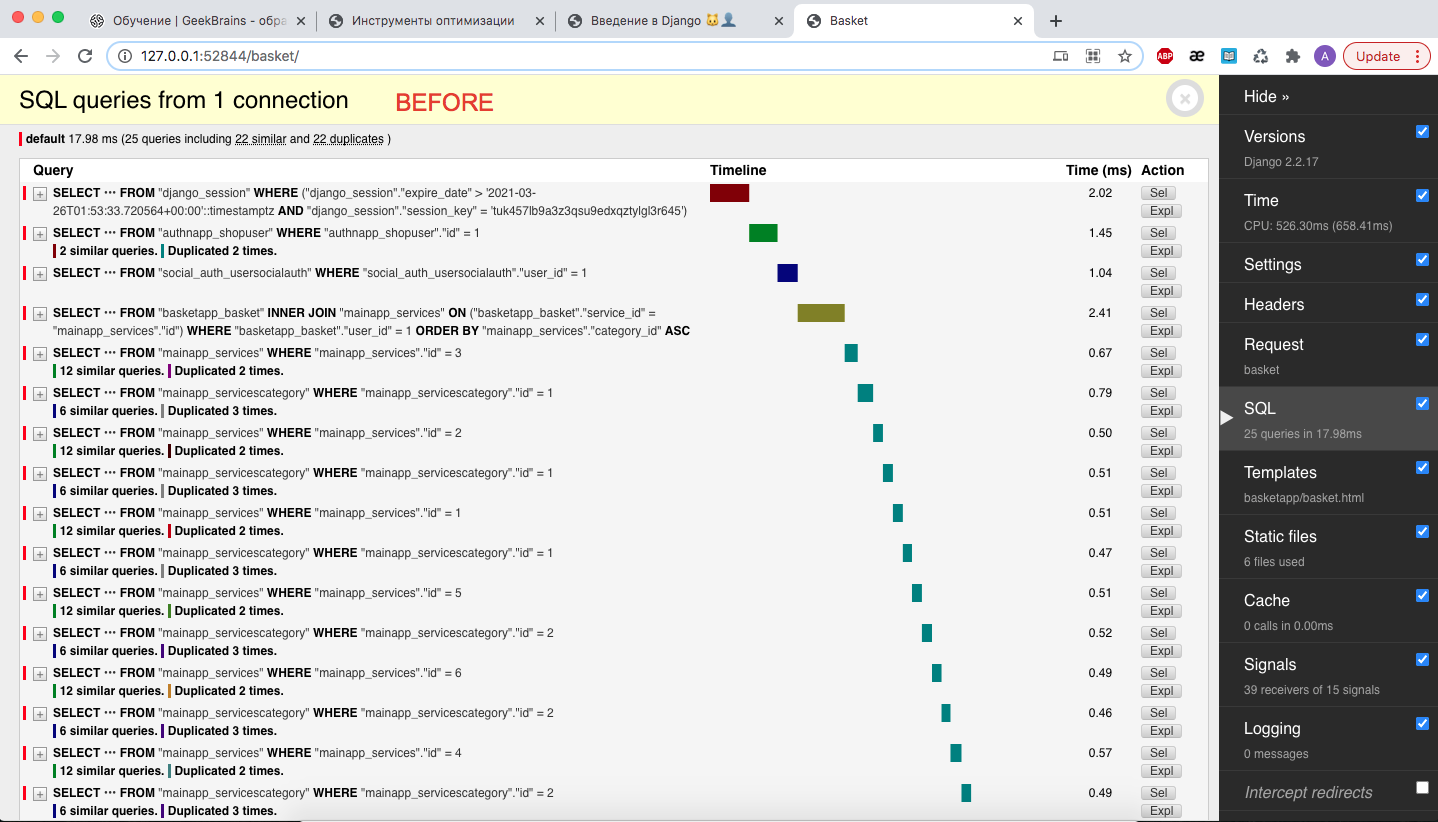 Обучение | GeekBrains - обра
Инструменты оптимизации
Введение в Django 🐱👤
Basket
127.0.0.1:52844/basket/
ABP
æ
A
Update
SQL queries from 1 connection
BEFORE
default 17.98 ms (25 queries including 22 similar and 22 duplicates )
Query Timeline Time (ms) Action
SELECT ••• FROM "django_session" WHERE ("django_session"."expire_date" > '2021-03- 2.02 Sel
26T01:53:33.720564+00:00'::timestamptz AND "django_session"."session_key" = 'tuk457lb9a3z3qsu9edxqztylgl3r645') Expl
SELECT ••• FROM "authnapp_shopuser" WHERE "authnapp_shopuser"."id" = 1 1.45 Sel
2 similar queries. Duplicated 2 times. Expl
SELECT ••• FROM "social_auth_usersocialauth" WHERE "social_auth_usersocialauth"."user_id" = 1 1.04 Sel
Expl
SELECT ••• FROM "basketapp_basket" INNER JOIN "mainapp_services" ON ("basketapp_basket"."service_id" = 2.41 Sel
"mainapp_services"."id") WHERE "basketapp_basket"."user_id" = 1 ORDER BY "mainapp_services"."category_id" ASC Expl
SELECT ••• FROM "mainapp_services" WHERE "mainapp_services"."id" = 3 0.67 Sel
12 similar queries. Duplicated 2 times. Expl
SELECT ••• FROM "mainapp_servicescategory" WHERE "mainapp_servicescategory"."id" = 1 0.79 Sel
6 similar queries. Duplicated 3 times. Expl
SELECT ••• FROM "mainapp_services" WHERE "mainapp_services"."id" = 2 0.50 Sel
12 similar queries. Duplicated 2 times. Expl
SELECT ••• FROM "mainapp_servicescategory" WHERE "mainapp_servicescategory"."id" = 1 0.51 Sel
6 similar queries. Duplicated 3 times. Expl
SELECT ••• FROM "mainapp_services" WHERE "mainapp_services"."id" = 1 0.51 Sel
12 similar queries. Duplicated 2 times. Expl
SELECT ••• FROM "mainapp_servicescategory" WHERE "mainapp_servicescategory"."id" = 1 0.47 Sel
6 similar queries. Duplicated 3 times. Expl
SELECT ••• FROM "mainapp_services" WHERE "mainapp_services"."id" = 5 0.51 Sel
12 similar queries. Duplicated 2 times. Expl
SELECT ••• FROM "mainapp_servicescategory" WHERE "mainapp_servicescategory"."id" = 2 0.52 Sel
6 similar queries. Duplicated 3 times. Expl
SELECT ••• FROM "mainapp_services" WHERE "mainapp_services"."id" = 6 0.49 Sel
12 similar queries. Duplicated 2 times. Expl
SELECT ••• FROM "mainapp_servicescategory" WHERE "mainapp_servicescategory"."id" = 2 0.46 Sel
6 similar queries. Duplicated 3 times. Expl
SELECT ••• FROM "mainapp_services" WHERE "mainapp_services"."id" = 4 0.57 Sel
12 similar queries. Duplicated 2 times. Expl
SELECT ••• FROM "mainapp_servicescategory" WHERE "mainapp_servicescategory"."id" = 2 0.49 Sel
6 similar queries. Duplicated 3 times. Expl
Hide »
Versions
Django 2.2.17
Time
CPU: 526.30ms (658.41ms)
Settings
Headers
Request
basket
SQL
25 queries in 17.98ms
Templates
basketapp/basket.html
Static files
6 files used
Cache
0 calls in 0.00ms
Signals
39 receivers of 15 signals
Logging
0 messages
Intercept redirects